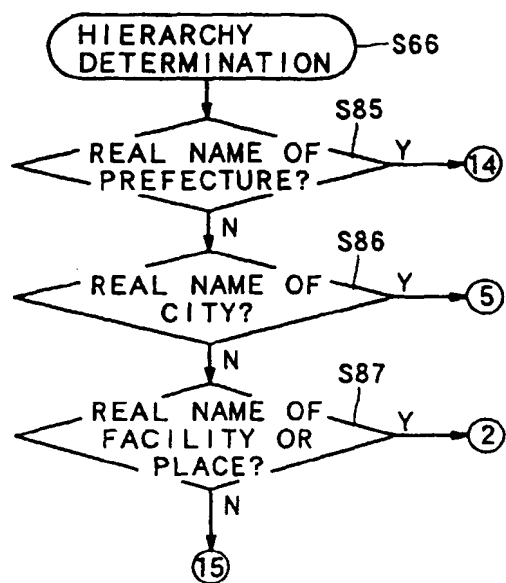 HIERARCHY
DETERMINATION
S66
S85
REAL NAME OF
PREFECTURE?
Y
14
N
S86
REAL NAME OF
CITY?
Y
5
N
S87
REAL NAME OF
FACILITY OR
PLACE?
Y
2
N
15